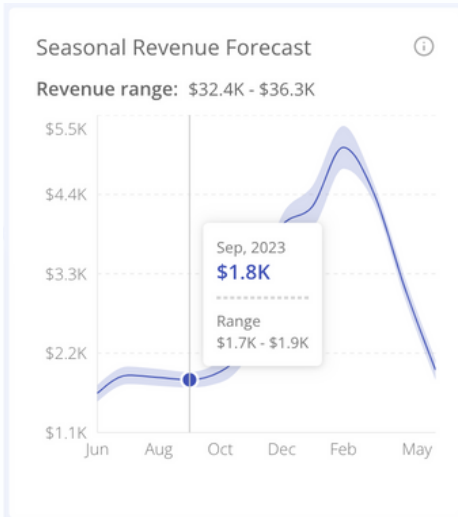 Seasonal Revenue Forecast
Revenue range: $32.4K - $36.3K
$5.5K
$4.4K
$3.3K
$2.2K
$1.1K
Sep, 2023
$1.8K
Range
$1.7K - $1.9K
Jun Aug Oct Dec Feb May